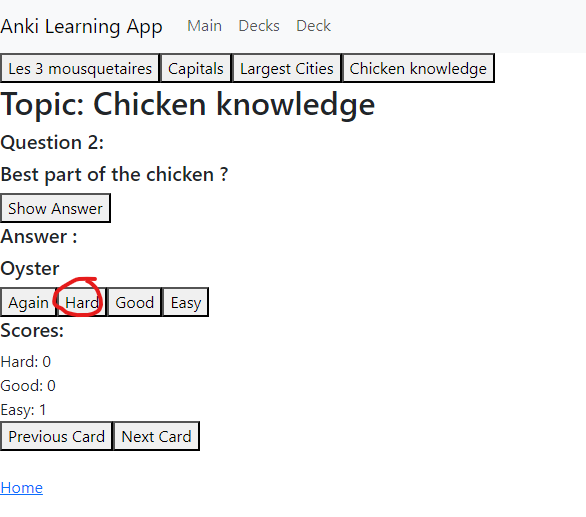 Anki Learning App Main Decks Deck
Les 3 mousquetaires Capitals Largest Cities Chicken knowledge
Topic: Chicken knowledge
Question 2:
Best part of the chicken ?
Show Answer
Answer :
Oyster
Again Hard Good Easy
Scores:
Hard: 0
Good: 0
Easy: 1
Previous Card Next Card
Home